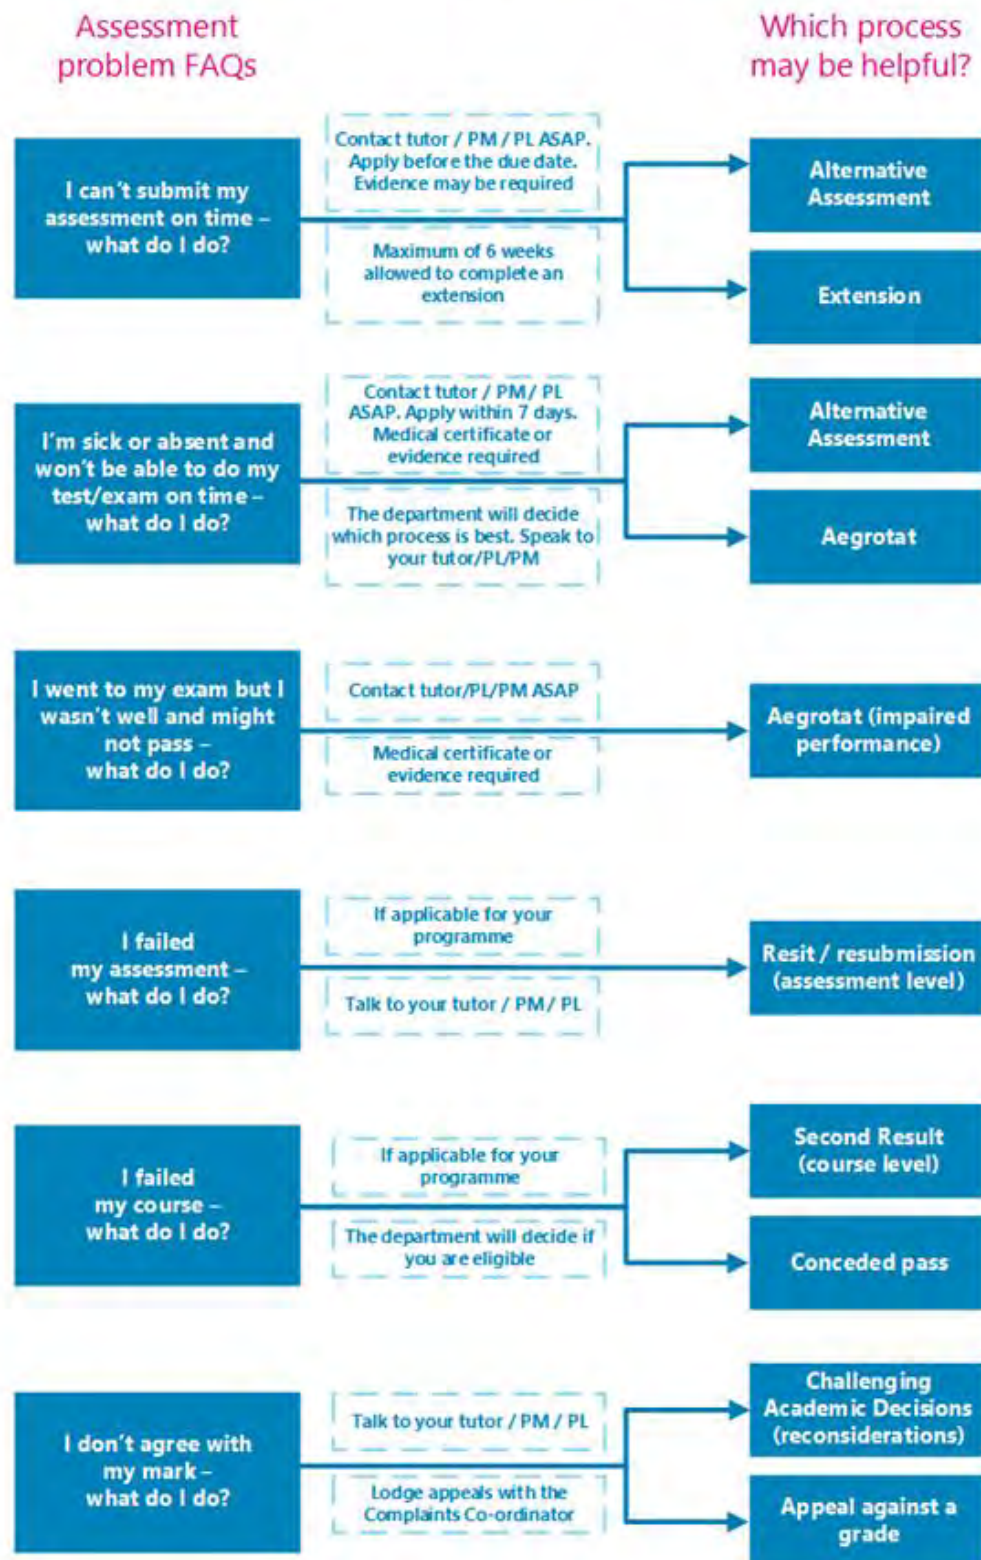 Assessment
problem FAQs
Which process
may be helpful?
I can't submit my
assessment on time –
what do I do?
Contact tutor / PM / PL ASAP.
Apply before the due date.
Evidence may be required
Maximum of 6 weeks
allowed to complete an
extension
Alternative
Assessment
Extension
I'm sick or absent and
won't be able to do my
test/exam on time –
what do I do?
Contact tutor / PM / PL
ASAP. Apply within 7 days.
Medical certificate or
evidence required
The department will decide
which process is best. Speak to
your tutor/PL/PM
Alternative
Assessment
Aegrotat
I went to my exam but I
wasn't well and might
not pass –
what do I do?
Contact tutor/PL/PM ASAP
Medical certificate or
evidence required
Aegrotat (impaired
performance)
I failed
my assessment –
what do I do?
If applicable for your
programme
Talk to your tutor / PM / PL
Resit / resubmission
(assessment level)
I failed
my course –
what do I do?
If applicable for your
programme
The department will decide if
you are eligible
Second Result
(course level)
Conceded pass
I don't agree with
my mark –
what do I do?
Talk to your tutor / PM / PL
Lodge appeals with the
Complaints Co-ordinator
Challenging
Academic Decisions
(reconsiderations)
Appeal against a
grade